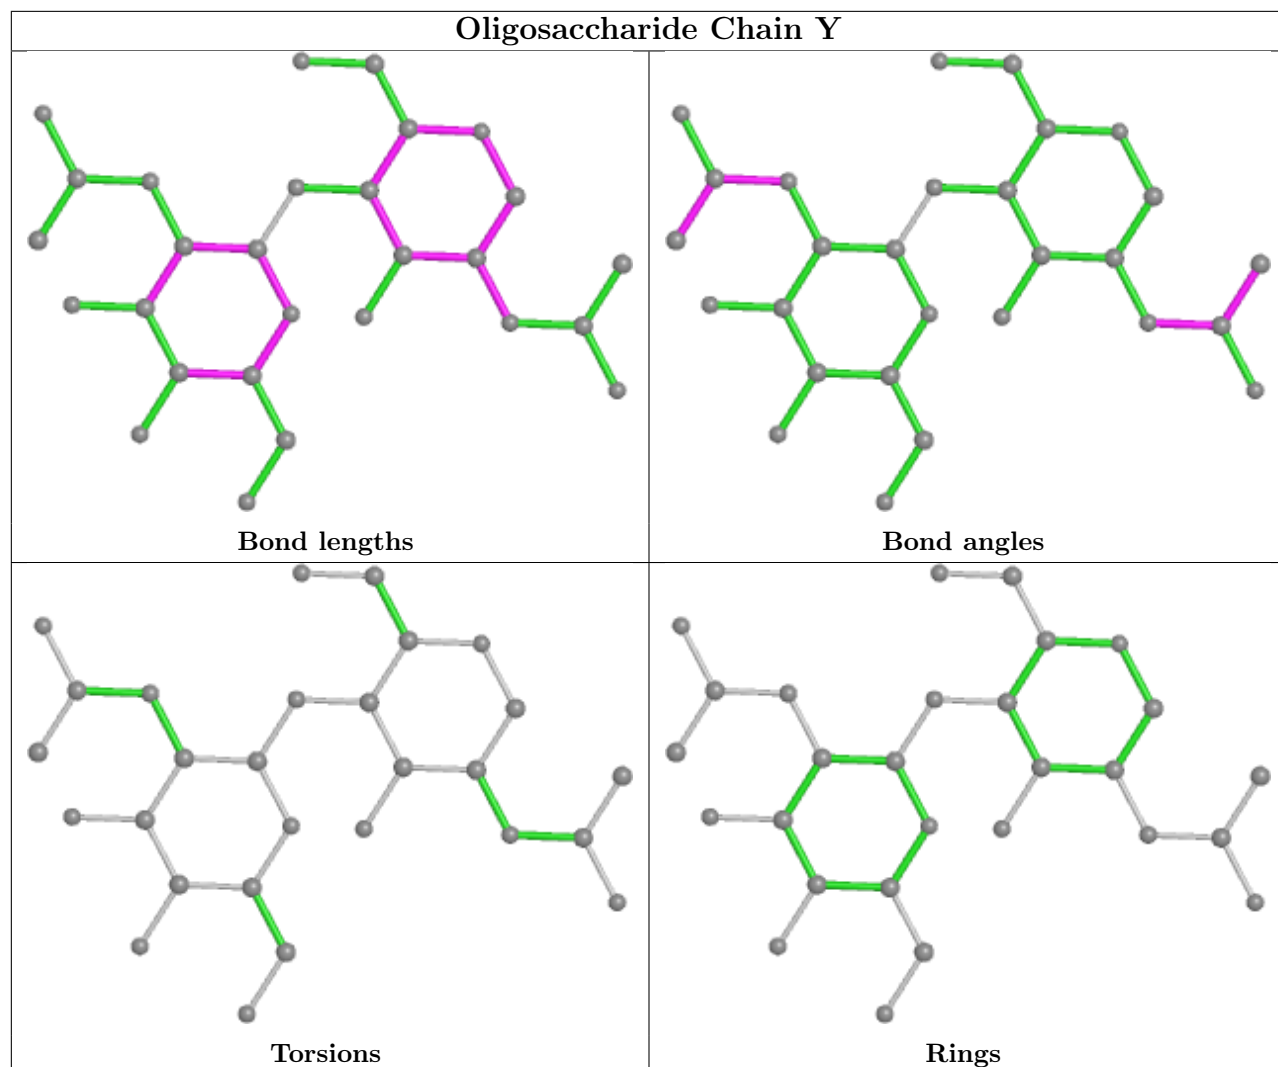 Oligosaccharide Chain Y
Bond lengths
Bond angles
Torsions
Rings